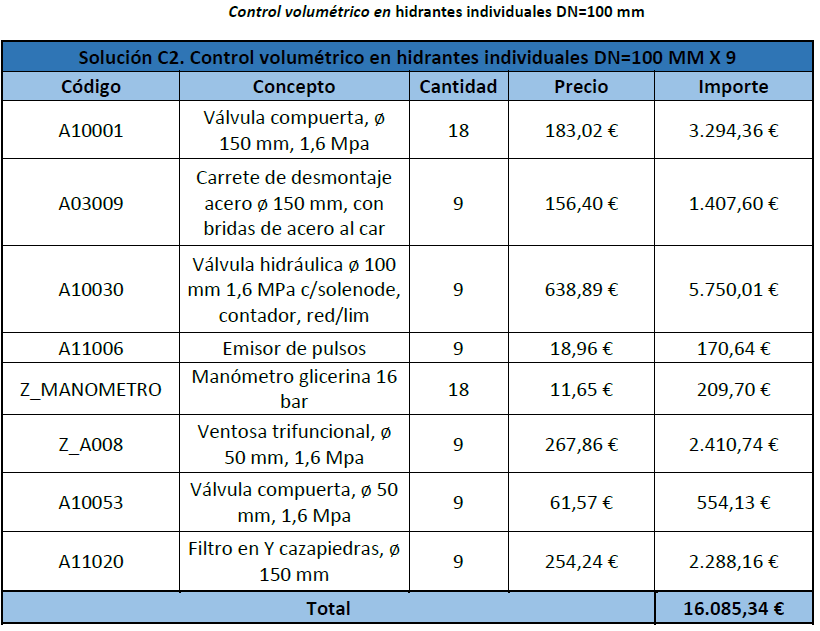 Control volumétrico en hidrantes individuales DN=100 mm
Solución C2. Control volumétrico en hidrantes individuales DN=100 MM X 9
Código Concepto Cantidad Precio Importe
A10001 Válvula compuerta, ø 150 mm, 1,6 Mpa 18 183,02 € 3.294,36 €
A03009 Carrete de desmontaje acero ø 150 mm, con bridas de acero al car 9 156,40 € 1.407,60 €
A10030 Válvula hidráulica ø 100 mm 1,6 MPa c/solenode, contador, red/lim 9 638,89 € 5.750,01 €
A11006 Emisor de pulsos 9 18,96 € 170,64 €
Z_MANOMETRO Manómetro glicerina 16 bar 18 11,65 € 209,70 €
Z_A008 Ventosa trifuncional, ø 50 mm, 1,6 Mpa 9 267,86 € 2.410,74 €
A10053 Válvula compuerta, ø 50 mm, 1,6 Mpa 9 61,57 € 554,13 €
A11020 Filtro en Y cazapiedras, ø 150 mm 9 254,24 € 2.288,16 €
Total 16.085,34 €